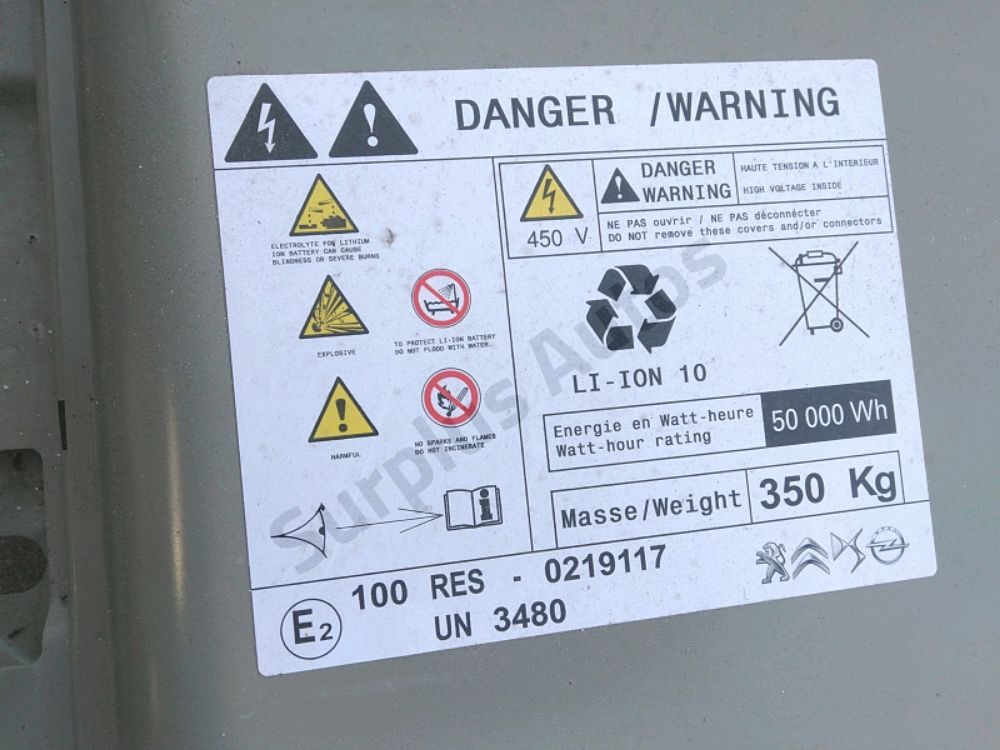 DANGER /WARNING
ELECTROLYTE FOR LITHIUM
ION BATTERY CAN CAUSE
BLINDNESS OR SEVERE BURNS
EXPLOSIVE
TO PROTECT LI-ION BATTERY
DO NOT FLOOD WITH WATER.
HARMFUL
NO SPARKS AND FLAMES
DO NOT INCINERATE
450 V
DANGER
WARNING
HAUTE TENSION A L'INTERIEUR
HIGH VOLTAGE INSIDE
NE PAS ouvrir / NE PAS déconnécter
DO NOT remove these covers and/or connectors
LI-ION 10
Energie en Watt-heure
Watt-hour rating
50 000 Wh
Masse/Weight
350 Kg
E2
100 RES - 0219117
UN 3480
Surplus Autos